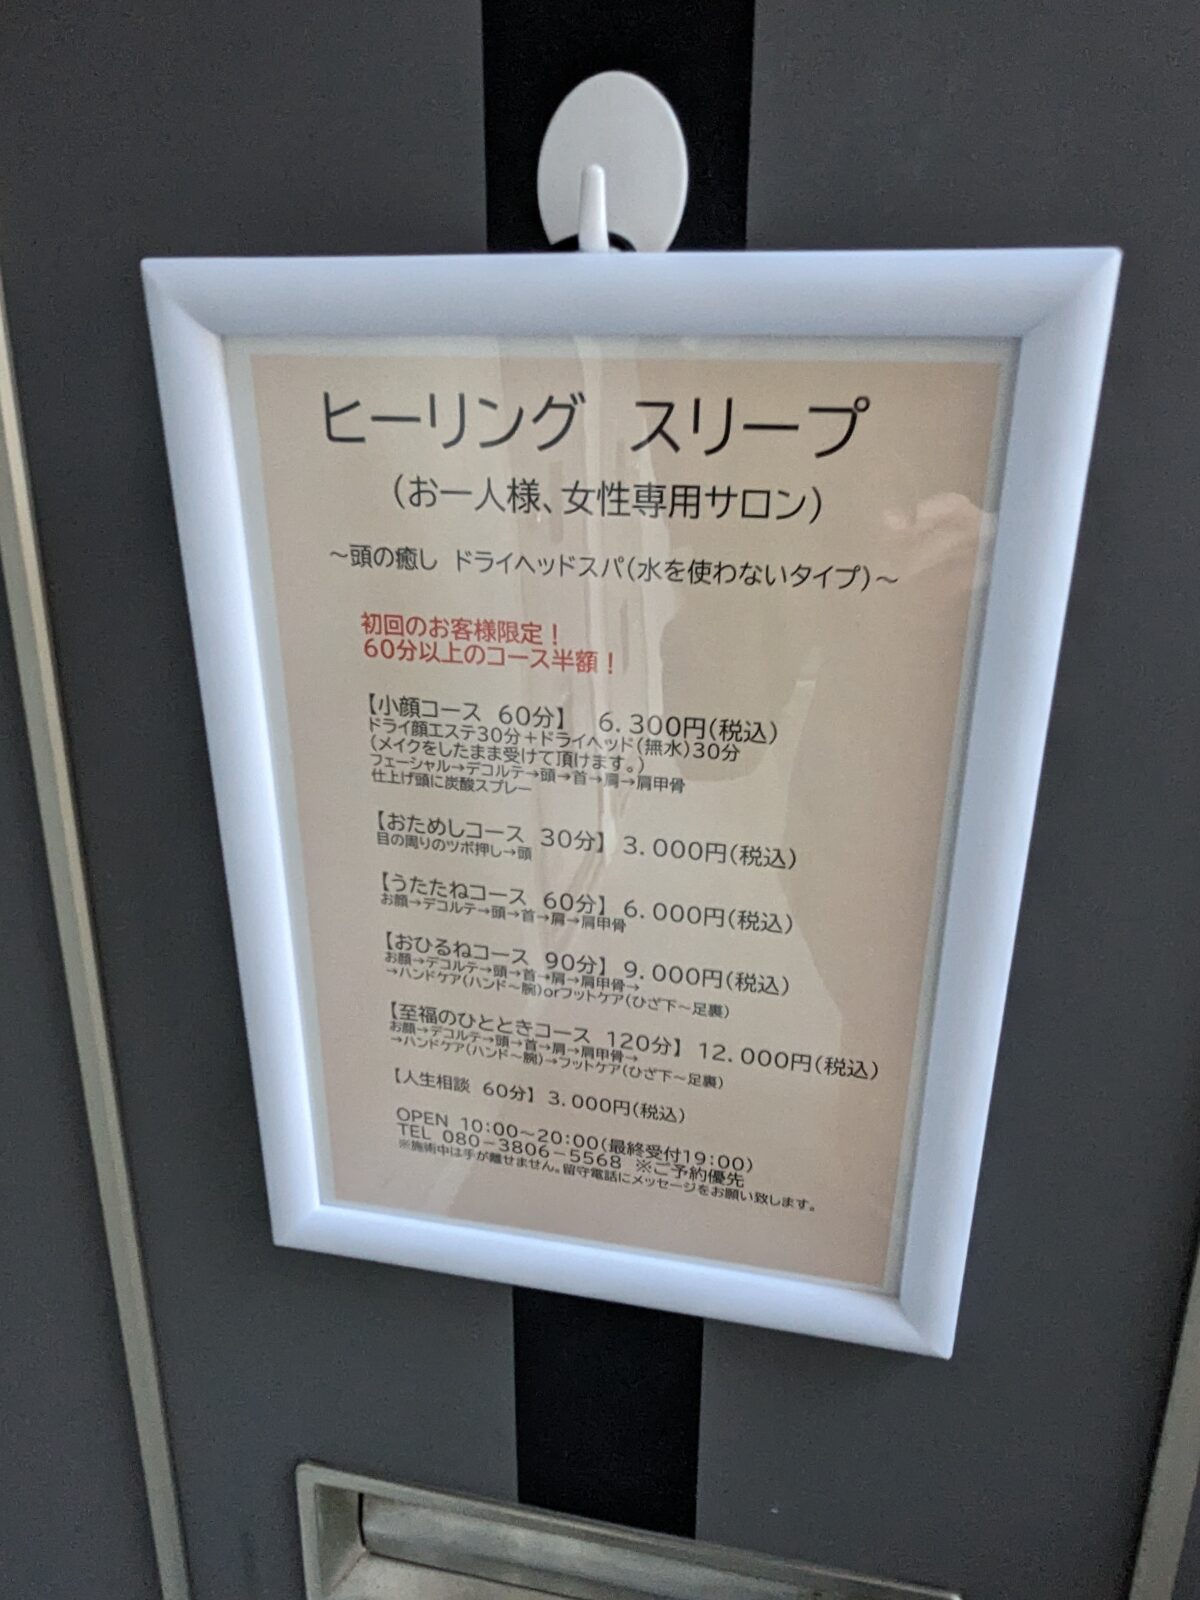 ヒーリング スリープ
(お一人様、女性専用サロン)
～頭の癒し ドライヘッドスパ(水を使わないタイプ)～
初回のお客様限定！
60分以上のコース半額！
【小顔コース 60分】 6.300円(税込)
ドライ顔エステ30分＋ドライヘッド(無水)30分
(メイクをしたまま受けて頂けます。)
フェーシャル→デコルテ→頭→首→肩→肩甲骨
仕上げ頭に炭酸スプレー
【おためしコース 30分】 3.000円(税込)
目の周りのツボ押し→頭
【うたたねコース 60分】 6.000円(税込)
お顔→デコルテ→頭→首→肩→肩甲骨
【おひるねコース 90分】 9.000円(税込)
お顔→デコルテ→頭→首→肩→肩甲骨→
→ハンドケア(ハンド～腕)orフットケア(ひざ下～足裏)
【至福のひとときコース 120分】 12.000円(税込)
お顔→デコルテ→頭→首→肩→肩甲骨→
→ハンドケア(ハンド～腕)→フットケア(ひざ下～足裏)
【人生相談 60分】 3.000円(税込)
OPEN 10:00～20:00(最終受付19:00)
TEL 080－3806－5568 ※ご予約優先
※施術中は手が離せません。留守電話にメッセージをお願い致します。